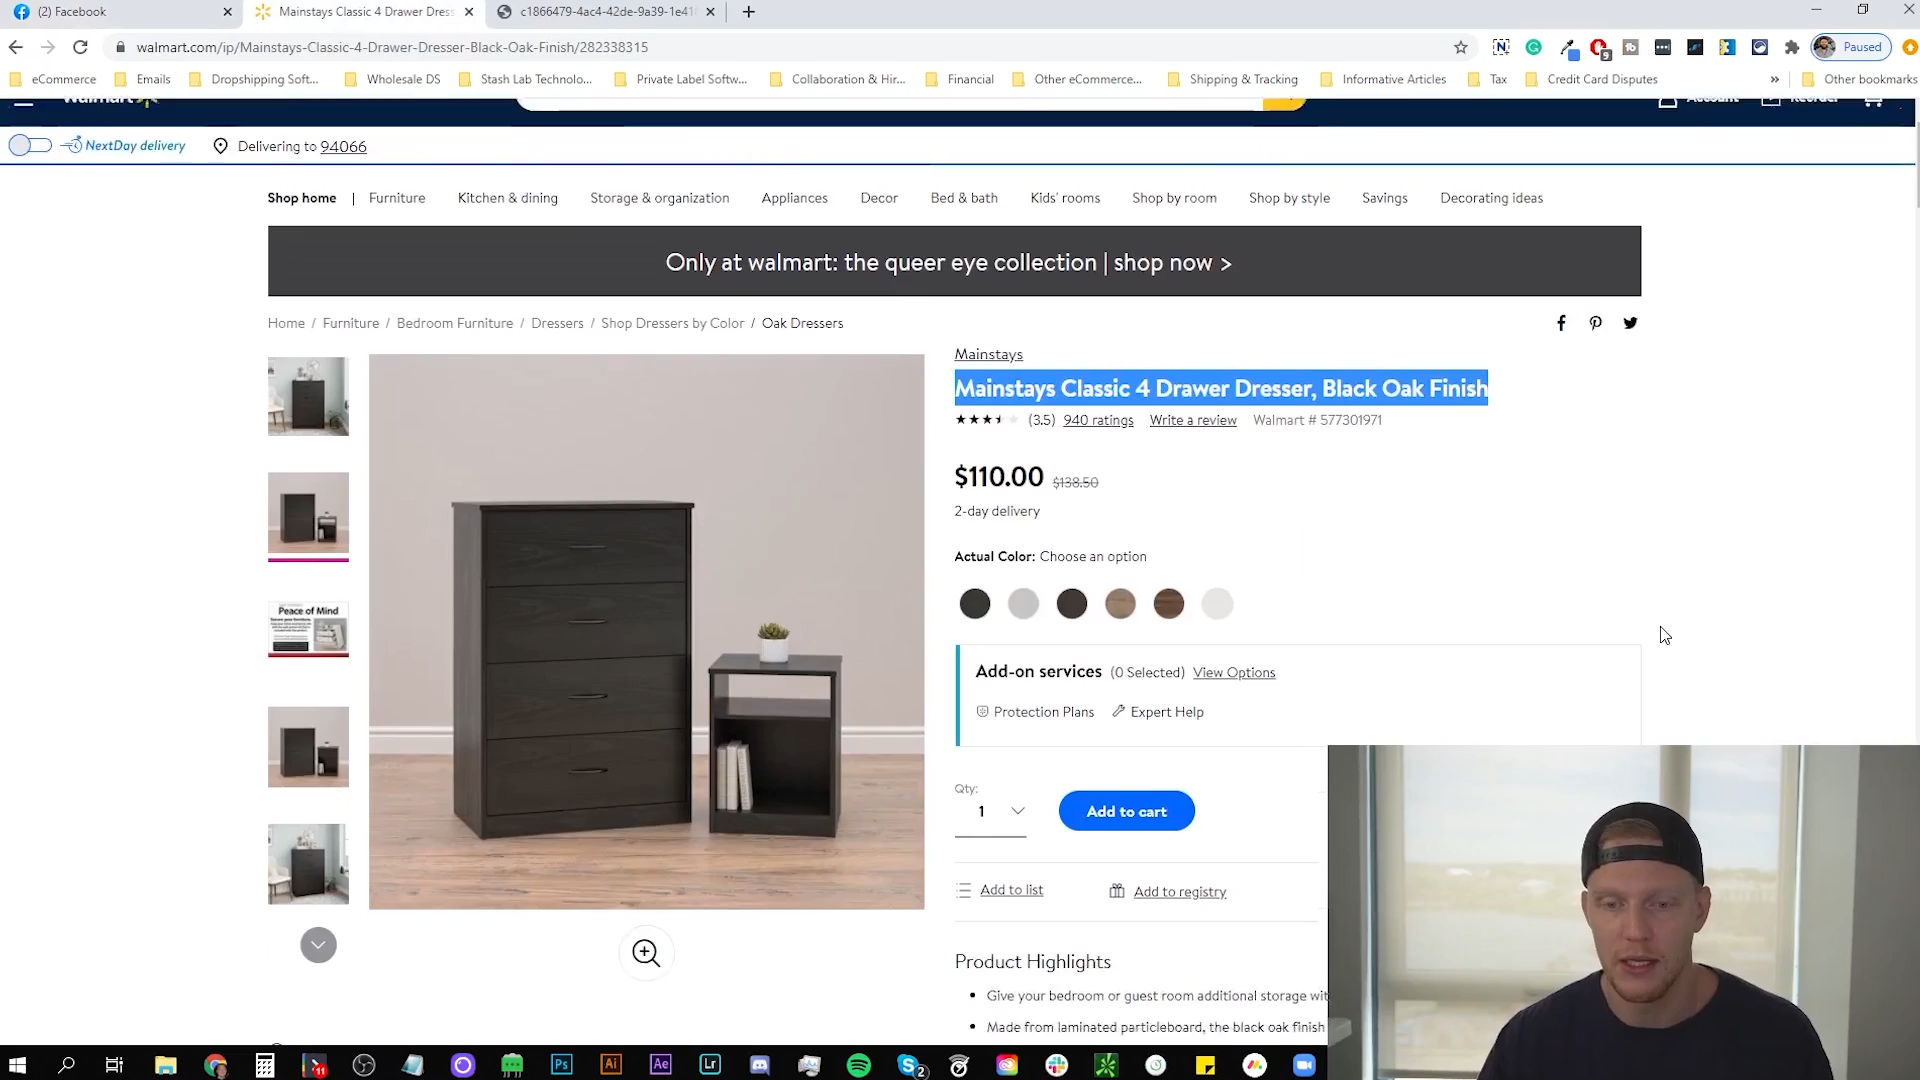 (2) Facebook
Mainstays Classic 4 Drawer Dress
c1866479-4ac4-42de-9a39-1e41
walmart.com/ip/Mainstays-Classic-4-Drawer-Dresser-Black-Oak-Finish/282338315
Paused
eCommerce
Emails
Dropshipping Soft...
Wholesale DS
Stash Lab Technolo...
Private Label Softw...
Collaboration & Hir...
Financial
Other eCommerce...
Shipping & Tracking
Informative Articles
Tax
Credit Card Disputes
Other bookmarks
Walmart
Account
Reorder
NextDay delivery
Delivering to 94066
Shop home | Furniture Kitchen & dining Storage & organization Appliances Decor Bed & bath Kids' rooms Shop by room Shop by style Savings Decorating ideas
Only at walmart: the queer eye collection | shop now >
Home / Furniture / Bedroom Furniture / Dressers / Shop Dressers by Color / Oak Dressers
Mainstays
Mainstays Classic 4 Drawer Dresser, Black Oak Finish
(3.5) 940 ratings Write a review Walmart # 577301971
$110.00 $138.50
2-day delivery
Actual Color: Choose an option
Peace of Mind
Add-on services (0 Selected) View Options
Protection Plans Expert Help
Qty:
1
Add to cart
Add to list
Add to registry
Product Highlights
• Give your bedroom or guest room additional storage wit
• Made from laminated particleboard, the black oak finish
11
Ps
Ai
Ae
Lr
2